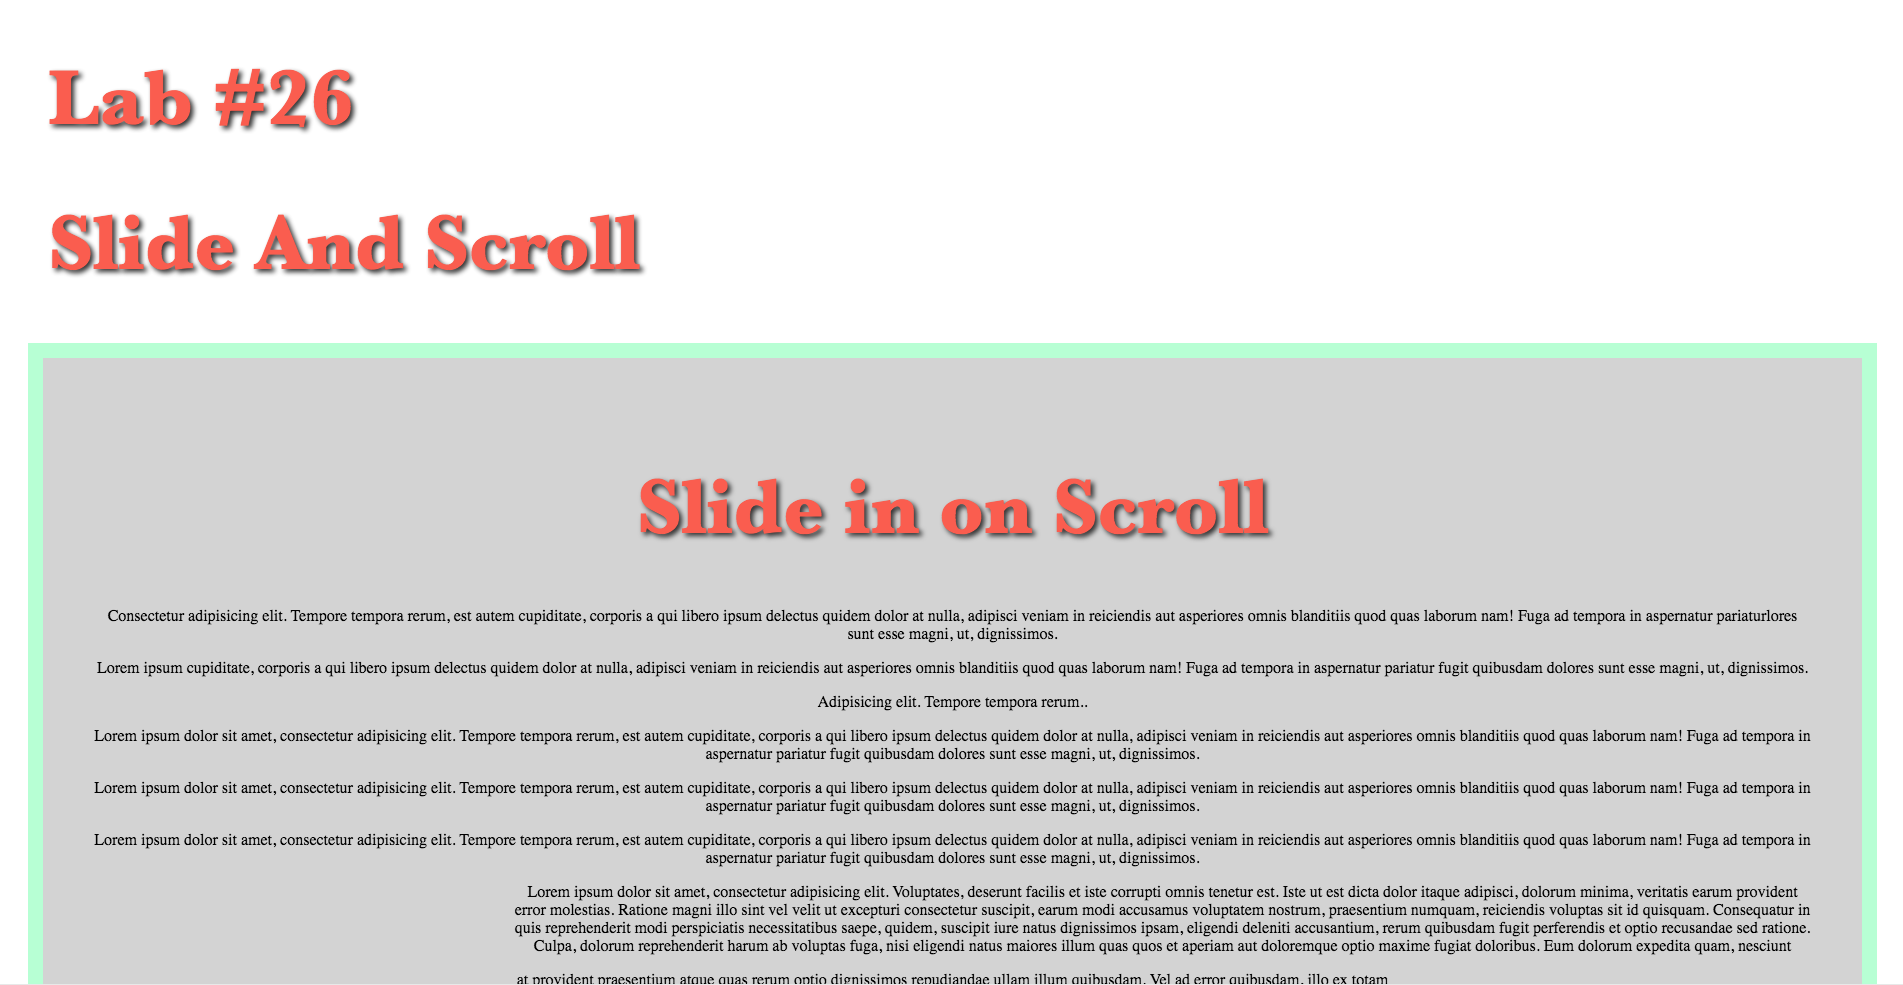 Lab #26
Slide And Scroll
Slide in on Scroll
Consectetur adipisicing elit. Tempore tempora rerum, est autem cupiditate, corporis a qui libero ipsum delectus quidem dolor at nulla, adipisci veniam in reiciendis aut asperiores omnis blanditiis quod quas laborum nam! Fuga ad tempora in aspernatur pariaturlores
sunt esse magni, ut, dignissimos.
Lorem ipsum cupiditate, corporis a qui libero ipsum delectus quidem dolor at nulla, adipisci veniam in reiciendis aut asperiores omnis blanditiis quod quas laborum nam! Fuga ad tempora in aspernatur pariatur fugit quibusdam dolores sunt esse magni, ut, dignissimos.
Adipisicing elit. Tempore tempora rerum..
Lorem ipsum dolor sit amet, consectetur adipisicing elit. Tempore tempora rerum, est autem cupiditate, corporis a qui libero ipsum delectus quidem dolor at nulla, adipisci veniam in reiciendis aut asperiores omnis blanditiis quod quas laborum nam! Fuga ad tempora in
aspernatur pariatur fugit quibusdam dolores sunt esse magni, ut, dignissimos.
Lorem ipsum dolor sit amet, consectetur adipisicing elit. Tempore tempora rerum, est autem cupiditate, corporis a qui libero ipsum delectus quidem dolor at nulla, adipisci veniam in reiciendis aut asperiores omnis blanditiis quod quas laborum nam! Fuga ad tempora in
aspernatur pariatur fugit quibusdam dolores sunt esse magni, ut, dignissimos.
Lorem ipsum dolor sit amet, consectetur adipisicing elit. Tempore tempora rerum, est autem cupiditate, corporis a qui libero ipsum delectus quidem dolor at nulla, adipisci veniam in reiciendis aut asperiores omnis blanditiis quod quas laborum nam! Fuga ad tempora in
aspernatur pariatur fugit quibusdam dolores sunt esse magni, ut, dignissimos.
Lorem ipsum dolor sit amet, consectetur adipisicing elit. Voluptates, deserunt facilis et iste corrupti omnis tenetur est. Iste ut est dicta dolor itaque adipisci, dolorum minima, veritatis earum provident
error molestias. Ratione magni illo sint vel velit ut excepturi consectetur suscipit, earum modi accusamus voluptatem nostrum, praesentium numquam, reiciendis voluptas sit id quisquam. Consequatur in
quis reprehenderit modi perspiciatis necessitatibus saepe, quidem, suscipit iure natus dignissimos ipsam, eligendi deleniti accusantium, rerum quibusdam fugit perferendis et optio recusandae sed ratione.
Culpa, dolorum reprehenderit harum ab voluptas fuga, nisi eligendi natus maiores illum quas quos et aperiam aut doloremque optio maxime fugiat doloribus. Eum dolorum expedita quam, nesciunt
at provident praesentium atque quas rerum optio dignissimos repudiandae ullam illum quibusdam. Vel ad error quibusdam, illo ex totam